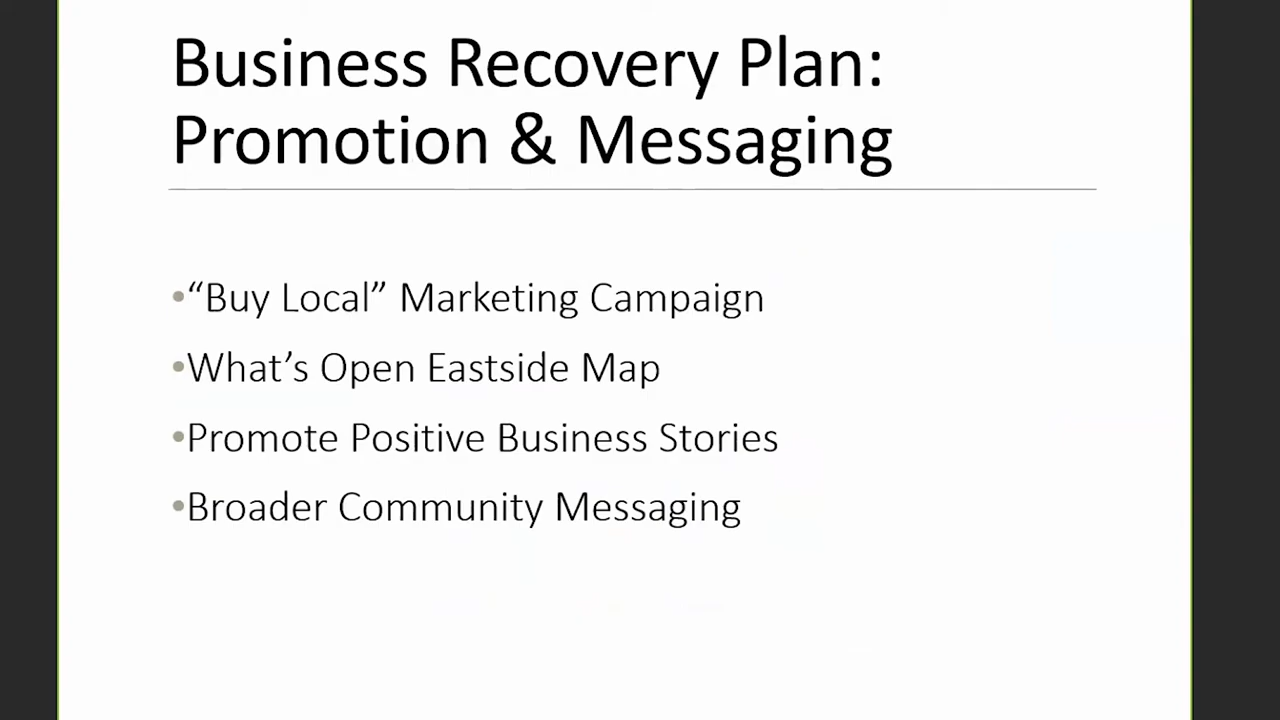 Business Recovery Plan:
Promotion & Messaging
•“Buy Local” Marketing Campaign
•What’s Open Eastside Map
•Promote Positive Business Stories
•Broader Community Messaging